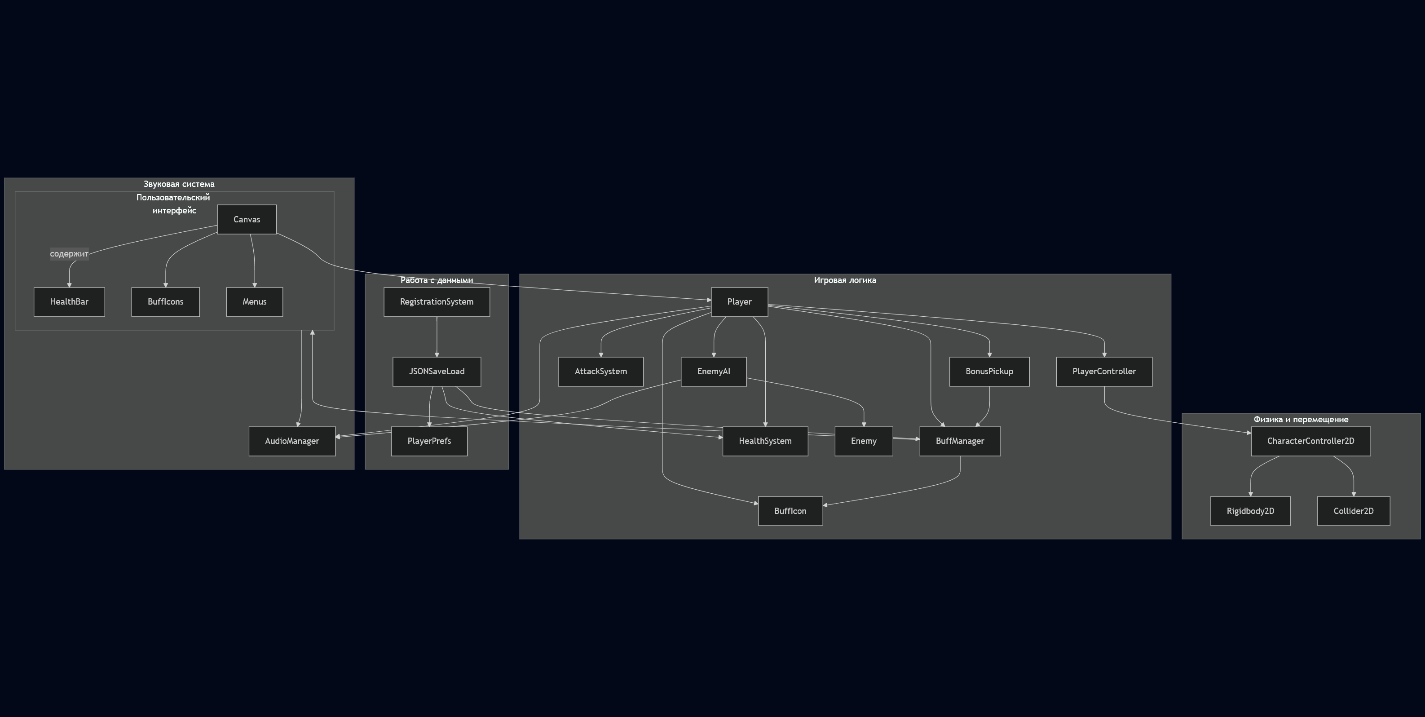 Звуковая система
Пользовательский
интерфейс
Canvas
содержит
HealthBar
BuffIcons
Menus
AudioManager
Работа с данными
RegistrationSystem
JSONSaveLoad
PlayerPrefs
Игровая логика
Player
AttackSystem
EnemyAI
BonusPickup
PlayerController
HealthSystem
Enemy
BuffManager
BuffIcon
Физика и перемещение
CharacterController2D
Rigidbody2D
Collider2D